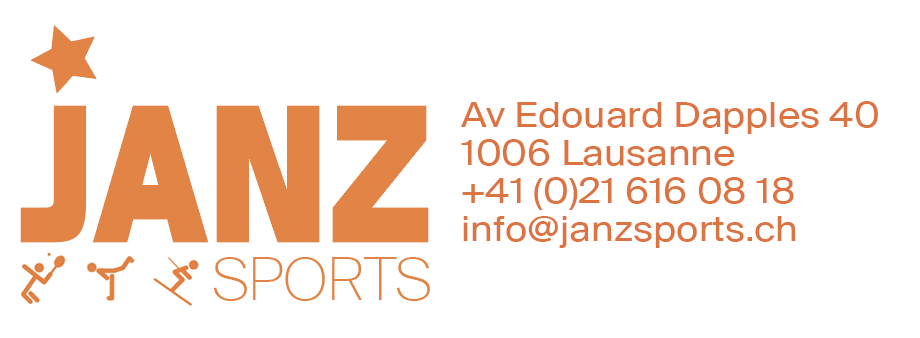 JANZ
SPORTS
Av Edouard Dapples 40
1006 Lausanne
+41 (0)21 616 08 18
info@janzsports.ch